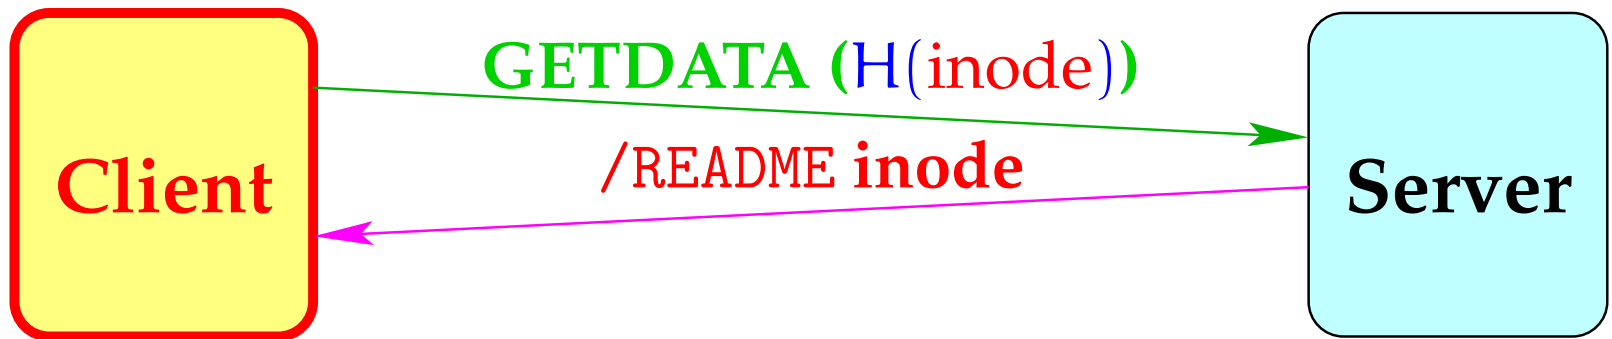 GETDATA (H(inode))
/README inode
Client
Server